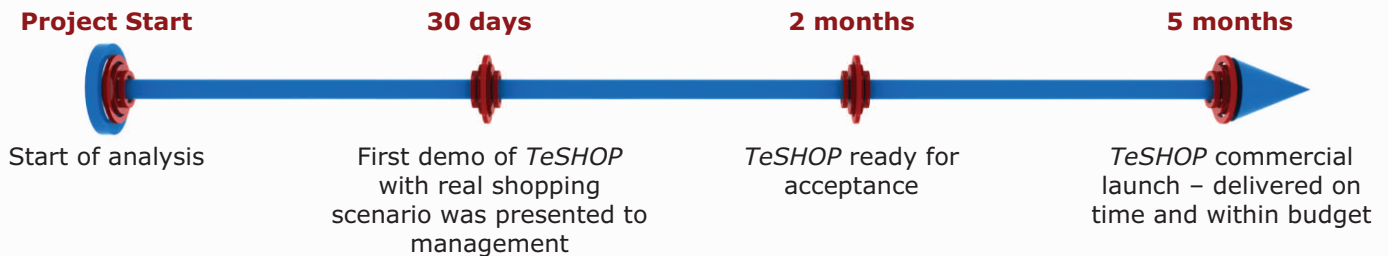 Project Start
30 days
2 months
5 months
Start of analysis
First demo of TeSHOP
with real shopping
scenario was presented to
management
TeSHOP ready for
acceptance
TeSHOP commercial
launch – delivered on
time and within budget